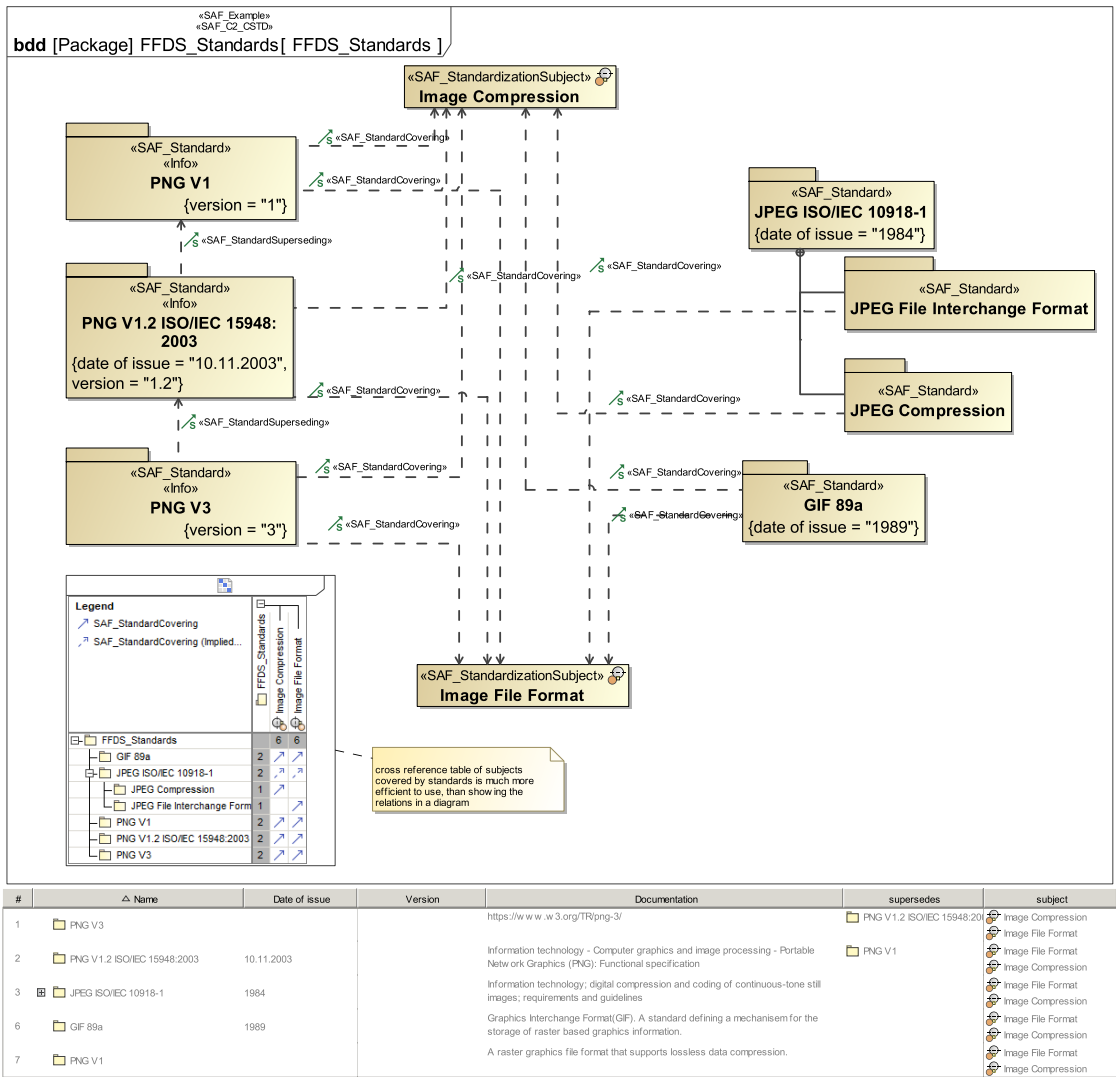 «SAF_Example»
«SAF_C2_CSTD»
bdd [Package] FFDS_Standards[ FFDS_Standards ]
«SAF_StandardizationSubject»
Image Compression
«SAF_Standard»
«Info»
PNG V1
{version = "1"}
«SAF_StandardCovering»
«SAF_StandardCovering»
«SAF_StandardSuperseding»
«SAF_Standard»
JPEG ISO/IEC 10918-1
{date of issue = "1984"}
«SAF_Standard»
«Info»
PNG V1.2 ISO/IEC 15948:
2003
{date of issue = "10.11.2003",
version = "1.2"}
«SAF_StandardCovering»
«SAF_StandardCovering»
«SAF_Standard»
JPEG File Interchange Format
«SAF_StandardCovering»
«SAF_StandardCovering»
«SAF_Standard»
JPEG Compression
«SAF_StandardSuperseding»
«SAF_Standard»
«Info»
PNG V3
{version = "3"}
«SAF_StandardCovering»
«SAF_StandardCovering»
«SAF_StandardCovering»
«SAF_StandardCovering»
«SAF_Standard»
GIF 89a
{date of issue = "1989"}
«SAF_StandardizationSubject»
Image File Format
Legend
SAF_StandardCovering
SAF_StandardCovering (Implied...
FFDS_Standards
Image Compression
Image File Format
FFDS_Standards 6 6
GIF 89a 2
JPEG ISO/IEC 10918-1 2
JPEG Compression 1
JPEG File Interchange Form 1
PNG V1 2
PNG V1.2 ISO/IEC 15948:2003 2
PNG V3 2
cross reference table of subjects
covered by standards is much more
efficient to use, than showing the
relations in a diagram
# Name Date of issue Version Documentation supersedes subject
1 PNG V3 https://www.w3.org/TR/png-3/ PNG V1.2 ISO/IEC 15948:20 Image Compression
Image File Format
2 PNG V1.2 ISO/IEC 15948:2003 10.11.2003 Information technology - Computer graphics and image processing - Portable PNG V1 Image File Format
Network Graphics (PNG): Functional specification Image Compression
3 JPEG ISO/IEC 10918-1 1984 Information technology; digital compression and coding of continuous-tone still Image File Format
images; requirements and guidelines Image Compression
6 GIF 89a 1989 Graphics Interchange Format(GIF). A standard defining a mechanisem for the Image File Format
storage of raster based graphics information. Image Compression
7 PNG V1 A raster graphics file format that supports lossless data compression. Image File Format
Image Compression